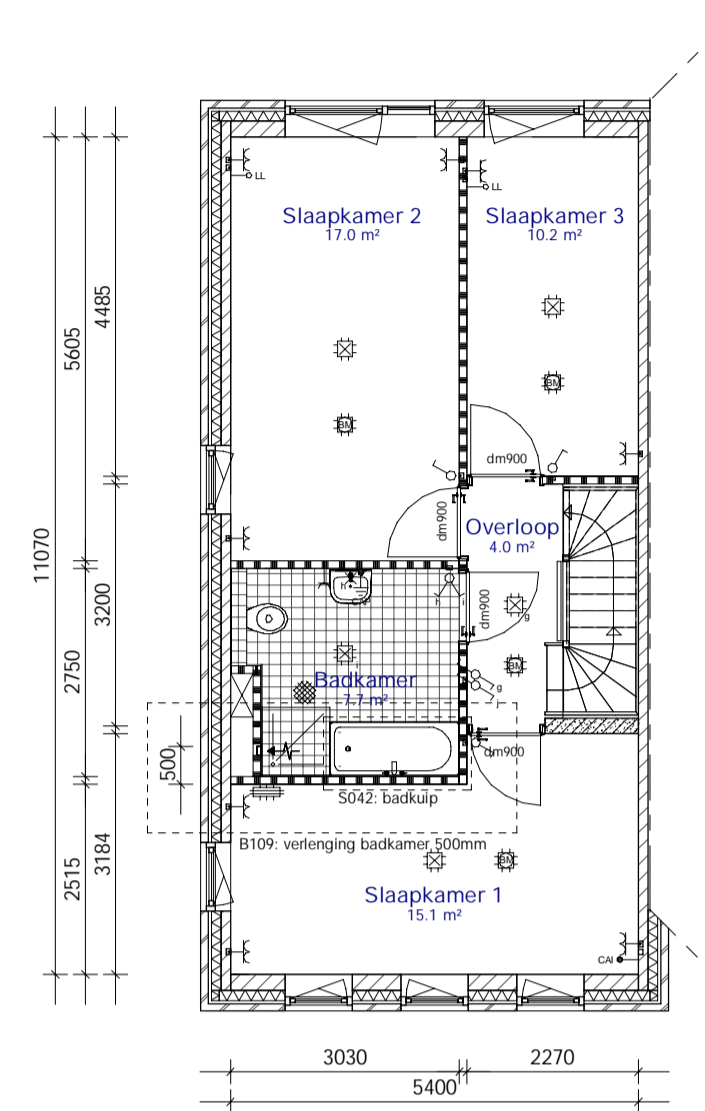 LL
LL
Slaapkamer 2
17.0 m²
Slaapkamer 3
10.2 m²
4485
5605
BM
BM
dm900
dm900
Overloop
4.0 m²
11070
3200
h
h
i
dm900
g
2750
Badkamer
7.7 m²
BM
g
i
500
dm900
S042: badkuip
B109: verlenging badkamer 500mm
2515
3184
BM
Slaapkamer 1
15.1 m²
CAI
3030
2270
5400